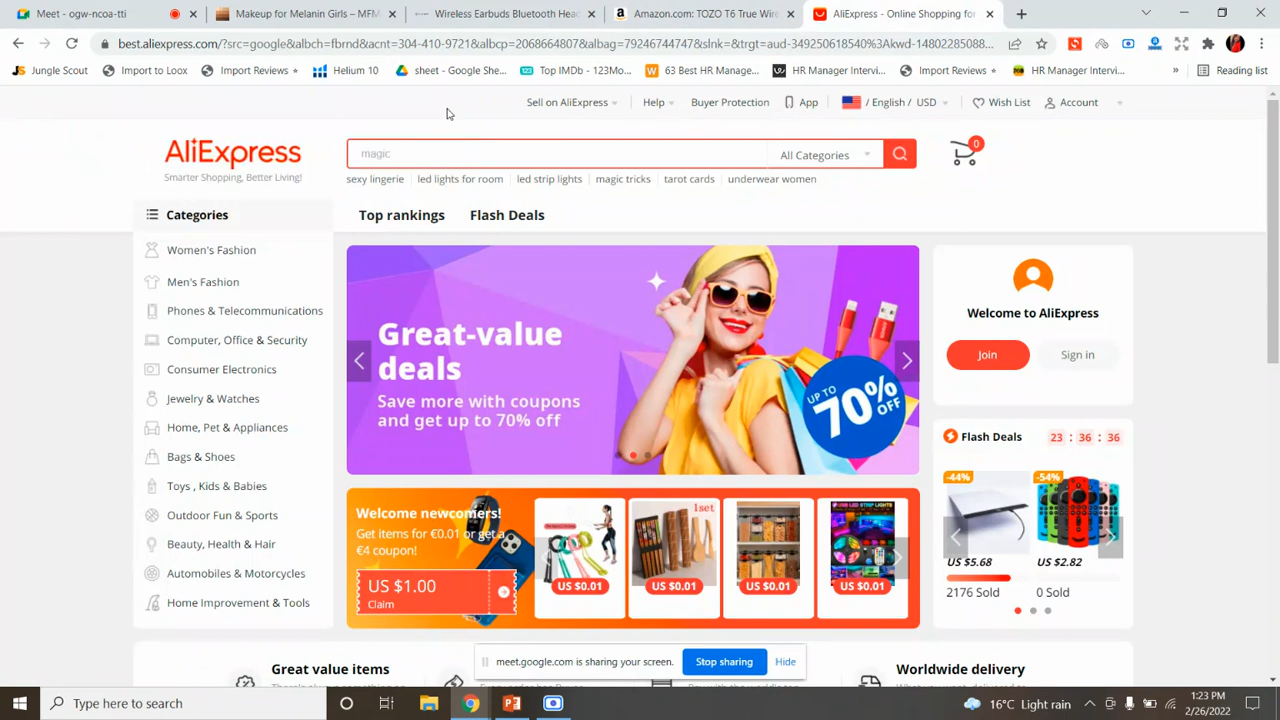 Meet - ogw-ncoa-tti
Makeup for Melanin Girls – MFM
Wireless Earbuds Bluetooth Head
Amazon.com: TOZO T6 True Wire
AliExpress - Online Shopping for
best.aliexpress.com/?src=google&albch=fbrnd&acnt=304-410-9721&albcp=2066664807&albag=79246744747&slnk=&trgt=aud-349250618540%3Akwd-14802285088...
Jungle Scout
Import to Loox
Import Reviews
Helium 10
sheet - Google She...
Top IMDb - 123Mo...
63 Best HR Manage...
HR Manager Intervi...
Import Reviews
HR Manager Intervi...
»
Reading list
Sell on AliExpress
Help
Buyer Protection
App
/ English / USD
Wish List
Account
AliExpress
Smarter Shopping, Better Living!
magic
All Categories
0
sexy lingerie
led lights for room
led strip lights
magic tricks
tarot cards
underwear women
Categories
Top rankings
Flash Deals
Women's Fashion
Men's Fashion
Phones & Telecommunications
Computer, Office & Security
Consumer Electronics
Jewelry & Watches
Home, Pet & Appliances
Bags & Shoes
Toys , Kids & Babies
Outdoor Fun & Sports
Beauty, Health & Hair
Automobiles & Motorcycles
Home Improvement & Tools
Great-value
deals
Save more with coupons
and get up to 70% off
UP TO
70% OFF
Welcome to AliExpress
Join
Sign in
Flash Deals
23 : 36 : 36
-44%
-54%
US $5.68
US $2.82
2176 Sold
0 Sold
Welcome newcomers!
Get items for €0.01 or get a
€4 coupon!
US $1.00
Claim
US $0.01
1set
US $0.01
US $0.01
LED STRIP LIGHTS
US $0.01
Great value items
Worldwide delivery
meet.google.com is sharing your screen.
Stop sharing
Hide
Type here to search
16°C Light rain
1:23 PM
2/26/2022